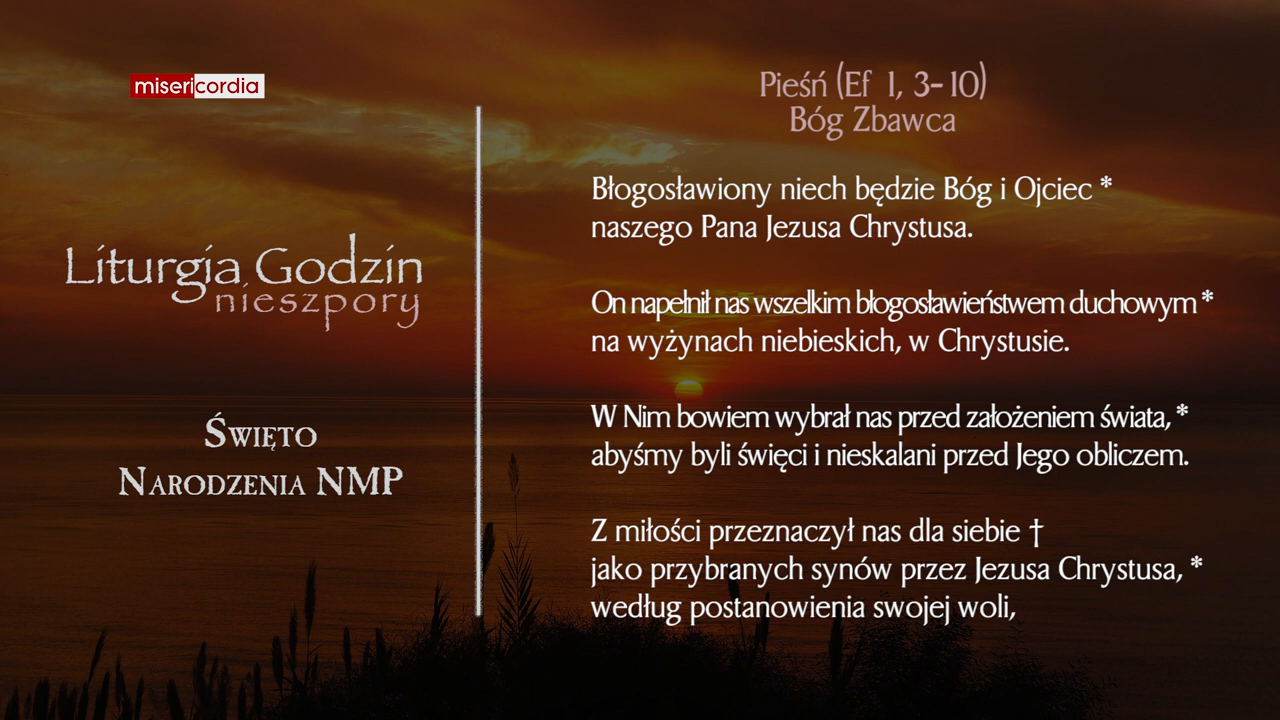 misericordia
Liturgia Godzin
nieszpory
Święto
Narodzenia NMP
Pieśń (Ef 1, 3-10)
Bóg Zbawca
Błogosławiony niech będzie Bóg i Ojciec *
naszego Pana Jezusa Chrystusa.
On napełnił nas wszelkim błogosławieństwem duchowym *
na wyżynach niebieskich, w Chrystusie.
W Nim bowiem wybrał nas przed założeniem świata, *
abyśmy byli święci i nieskalani przed Jego obliczem.
Z miłości przeznaczył nas dla siebie †
jako przybranych synów przez Jezusa Chrystusa, *
według postanowienia swojej woli,